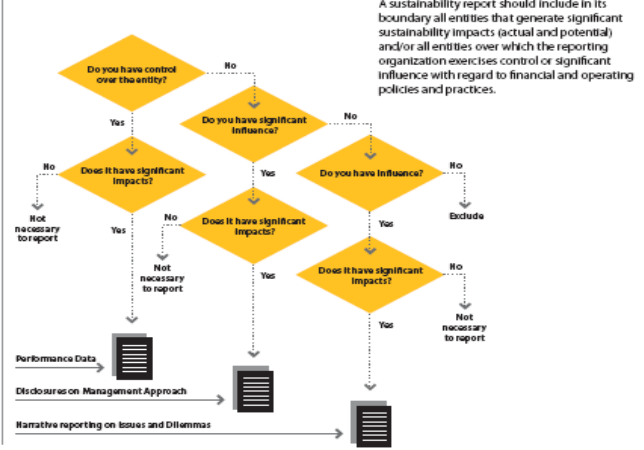 A sustainability report should include in its
boundary all entities that generate significant
sustainability impacts (actual and potential)
and/or all entities over which the reporting
organization exercises control or significant
influence with regard to financial and operating
policies and practices.
Do you have control
over the entity?
No
Yes
Do you have significant
influence?
No
Yes
Does it have significant
impacts?
No
Not
necessary
to report
Yes
Do you have influence?
No
Exclude
Yes
Does it have significant
impacts?
No
Not
necessary
to report
Yes
Does it have significant
impacts?
No
Not
necessary
to report
Yes
Performance Data
Disclosures on Management Approach
Narrative reporting on Issues and Dilemmas